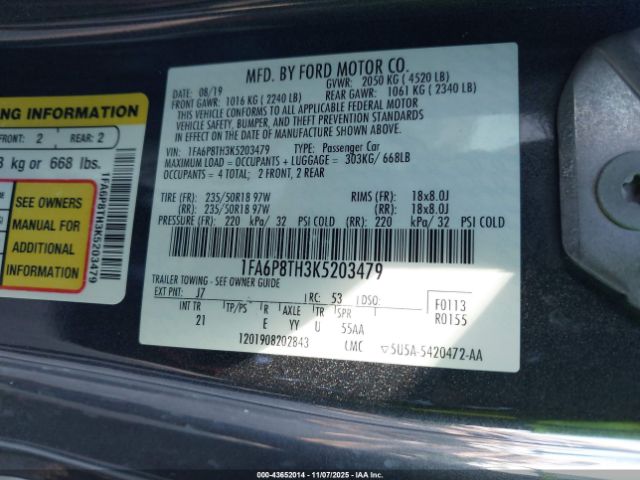 NG INFORMATION
FRONT: 2 REAR: 2
kg or 668 lbs.
SEE OWNERS
MANUAL FOR
ADDITIONAL
INFORMATION
1FA6P8TH3K5203479
MFD. BY FORD MOTOR CO.
DATE: 08/19 GVWR: 2050 KG ( 4520 LB)
FRONT GAWR: 1016 KG ( 2240 LB) REAR GAWR: 1061 KG ( 2340 LB)
THIS VEHICLE CONFORMS TO ALL APPLICABLE FEDERAL MOTOR
VEHICLE SAFETY, BUMPER, AND THEFT PREVENTION STANDARDS
IN EFFECT ON THE DATE OF MANUFACTURE SHOWN ABOVE.
VIN: 1FA6P8TH3K5203479 TYPE: Passenger Car
MAXIMUM LOAD = OCCUPANTS + LUGGAGE = 303KG/ 668LB
OCCUPANTS = 4 TOTAL; 2 FRONT, 2 REAR
TIRE (FR): 235/50R18 97W RIMS (FR): 18x8.0J
(RR): 235/50R18 97W (RR): 18x8.0J
PRESSURE (FR): 220 kPa/ 32 PSI COLD (RR): 220 kPa/ 32 PSI COLD
1FA6P8TH3K5203479
TRAILER TOWING - SEE OWNER GUIDE
EXT PNT: J7 RC: 53 DSO: F0113
INT TR TP/PS R AXLE TR SPR R0155
21 E YY U 55AA
1201908202843 LMC 5U5A-5420472-AA
000-43652014 - 11/07/2025 - IAAI.COM